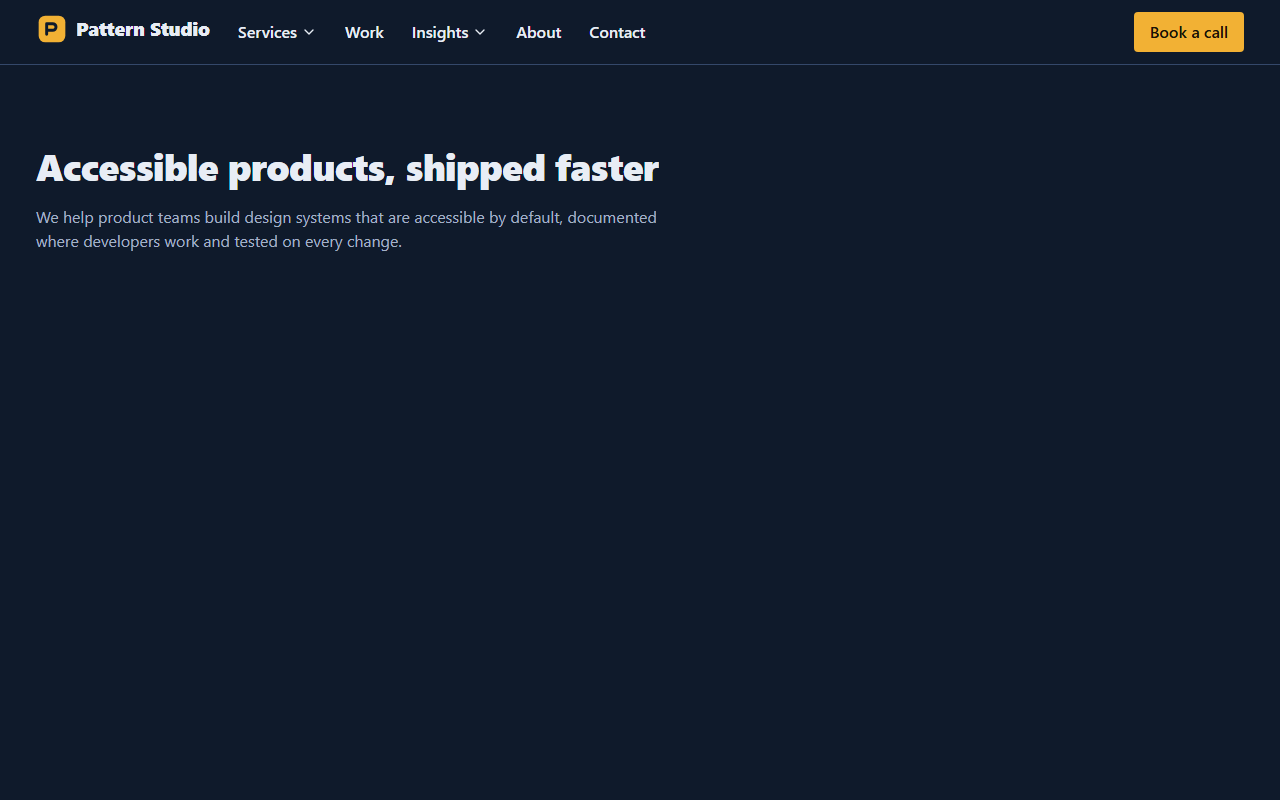 P Pattern Studio Services Work Insights About Contact Book a call
Accessible products, shipped faster
We help product teams build design systems that are accessible by default, documented
where developers work and tested on every change.